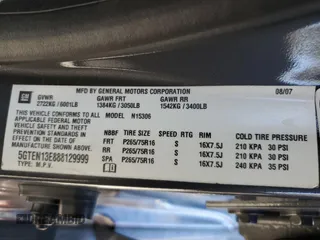 MFD BY GENERAL MOTORS CORPORATION 08/07
GM GVWR GAWR FRT GAWR RR
2722KG / 6001LB 1384KG / 3050LB 1542KG / 3400LB
THIS VEHICLE CONFORMS TO ALL MODEL N15306
APPLICABLE FEDERAL MOTOR
VEHICLE SAFETY STANDARDS
IN EFFECT ON THE DATE OF
MANUFACTURE SHOWN ABOVE.
5GTEN13E888129999
TYPE: M.P.V.
NBBF TIRE SIZE SPEED RTG RIM COLD TIRE PRESSURE
FRT P265/75R16 S 16X7.5J 210 KPA 30 PSI
RR P265/75R16 S 16X7.5J 210 KPA 30 PSI
SPA P265/75R16 S 16X7.5J 240 KPA 35 PSI